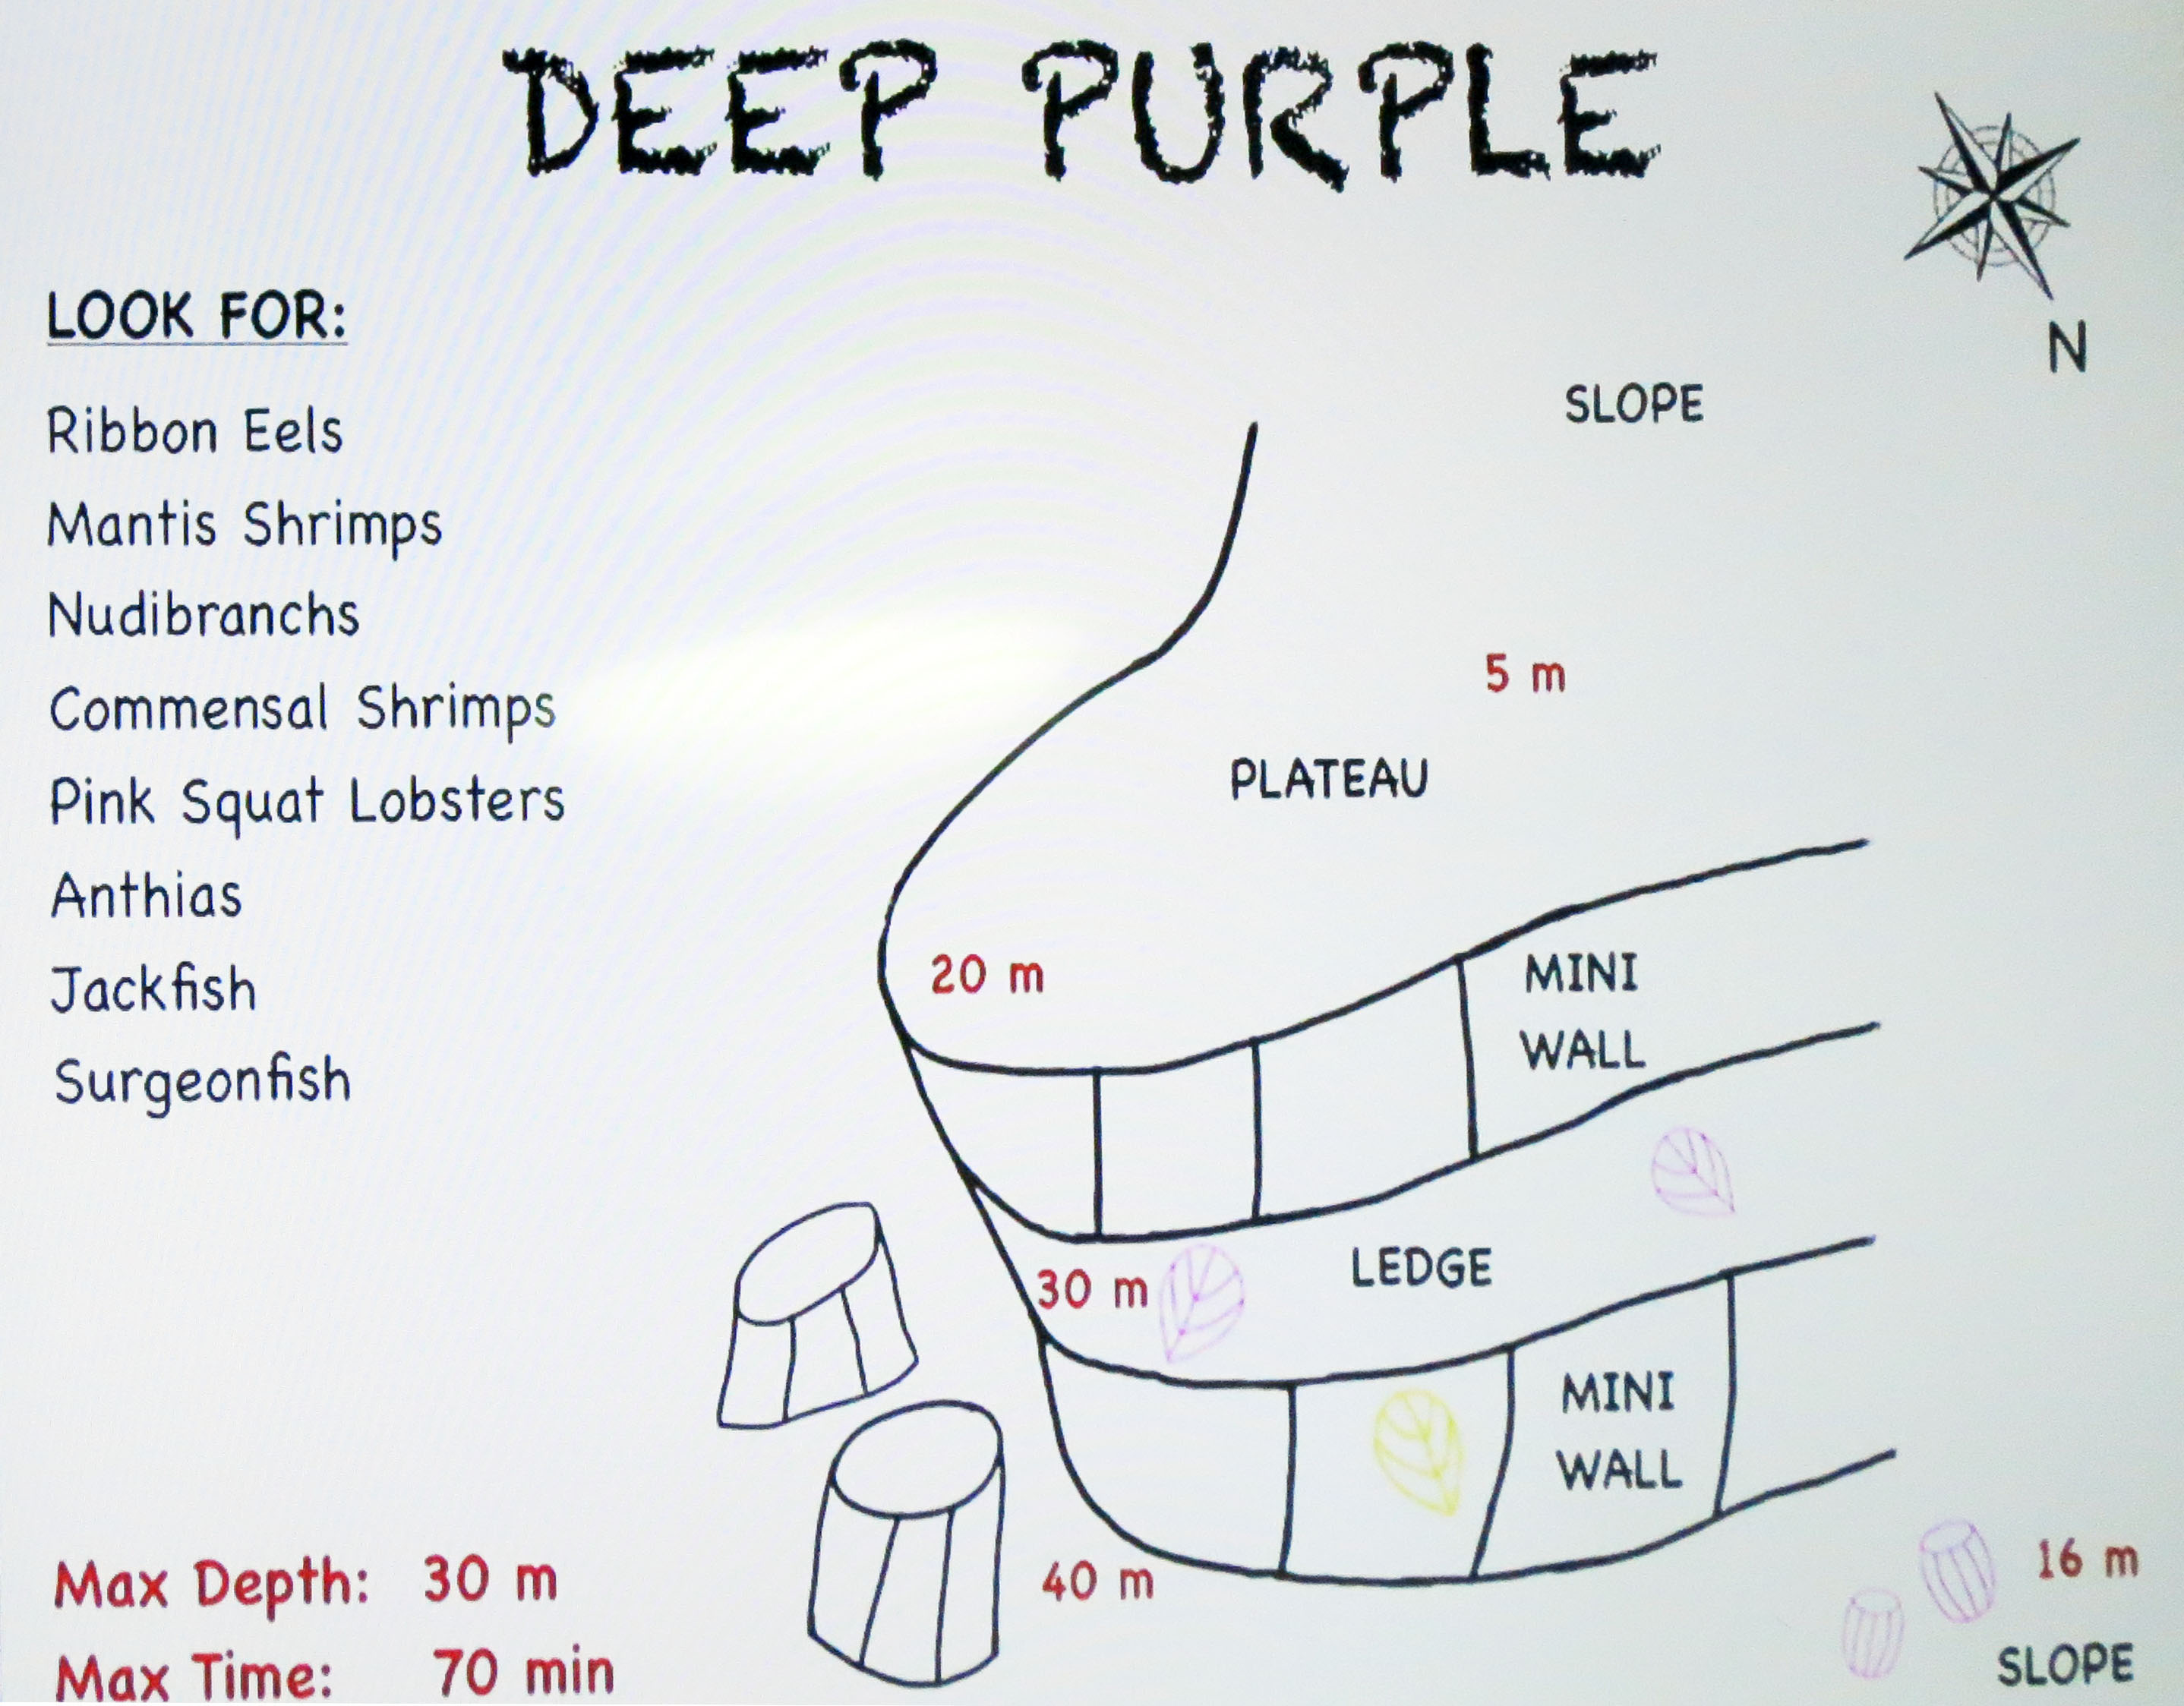 DEEP PURPLE
N
LOOK FOR:
Ribbon Eels
Mantis Shrimps
Nudibranchs
Commensal Shrimps
Pink Squat Lobsters
Anthias
Jackfish
Surgeonfish
Max Depth: 30 m
Max Time: 70 min
SLOPE
5 m
PLATEAU
20 m
MINI
WALL
30 m
LEDGE
MINI
WALL
40 m
16 m
SLOPE